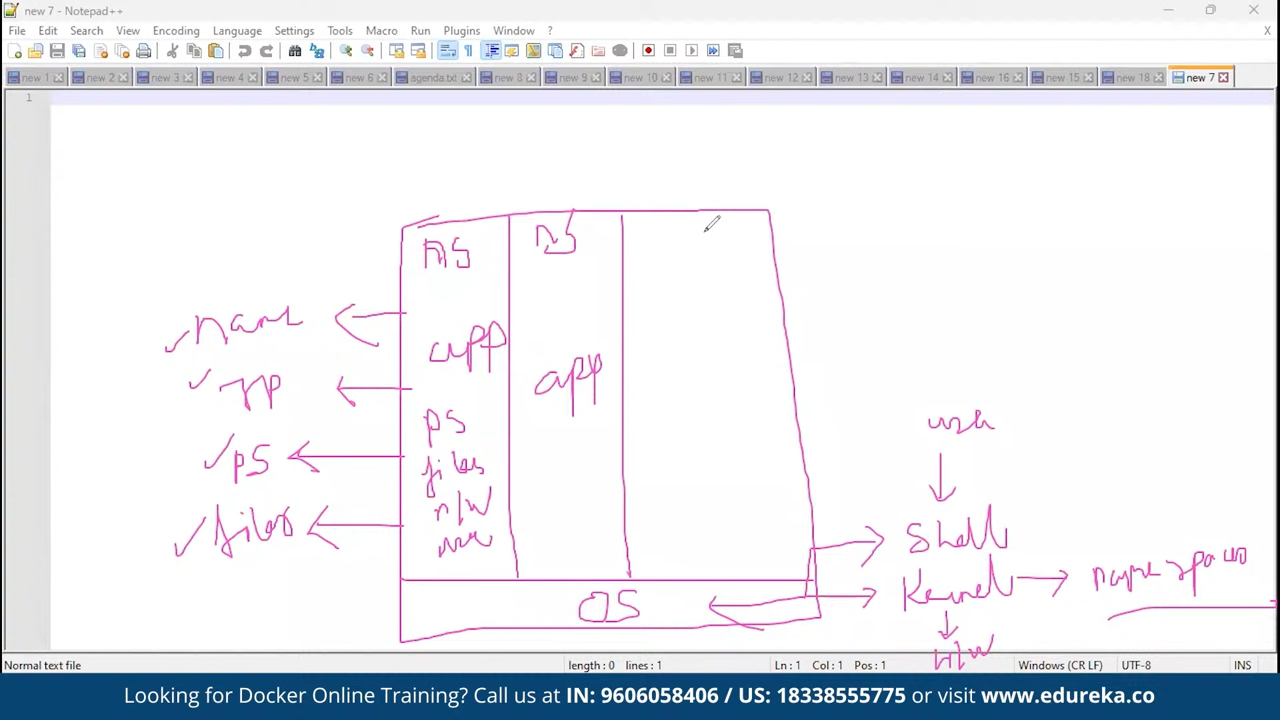 new 7 - Notepad++
File Edit Search View Encoding Language Settings Tools Macro Run Plugins Window ? X
new 1 new 2 new 3 new 4 new 5 new 6 agenda.txt new 8 new 9 new 10 new 11 new 12 new 13 new 14 new 16 new 15 new 18 new 7
1
ns ns
name
app
app
ps
ps
files
files
n/w
user
Shell
Kernel
namespaces
OS
H/W
Normal text file length : 0 lines : 1 Ln : 1 Col : 1 Pos : 1 Windows (CR LF) UTF-8 INS
Looking for Docker Online Training? Call us at IN: 9606058406 / US: 18338555775 or visit www.edureka.co